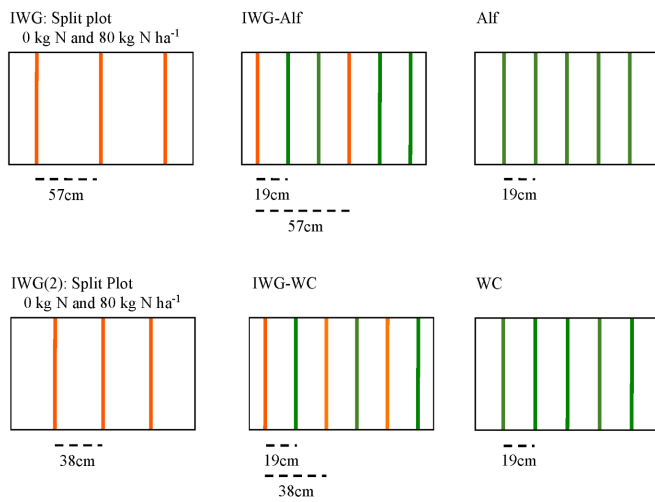 IWG: Split plot
0 kg N and 80 kg N ha⁻¹
57cm
IWG-Alf
19cm
57cm
Alf
19cm
IWG(2): Split Plot
0 kg N and 80 kg N ha⁻¹
38cm
IWG-WC
19cm
38cm
WC
19cm